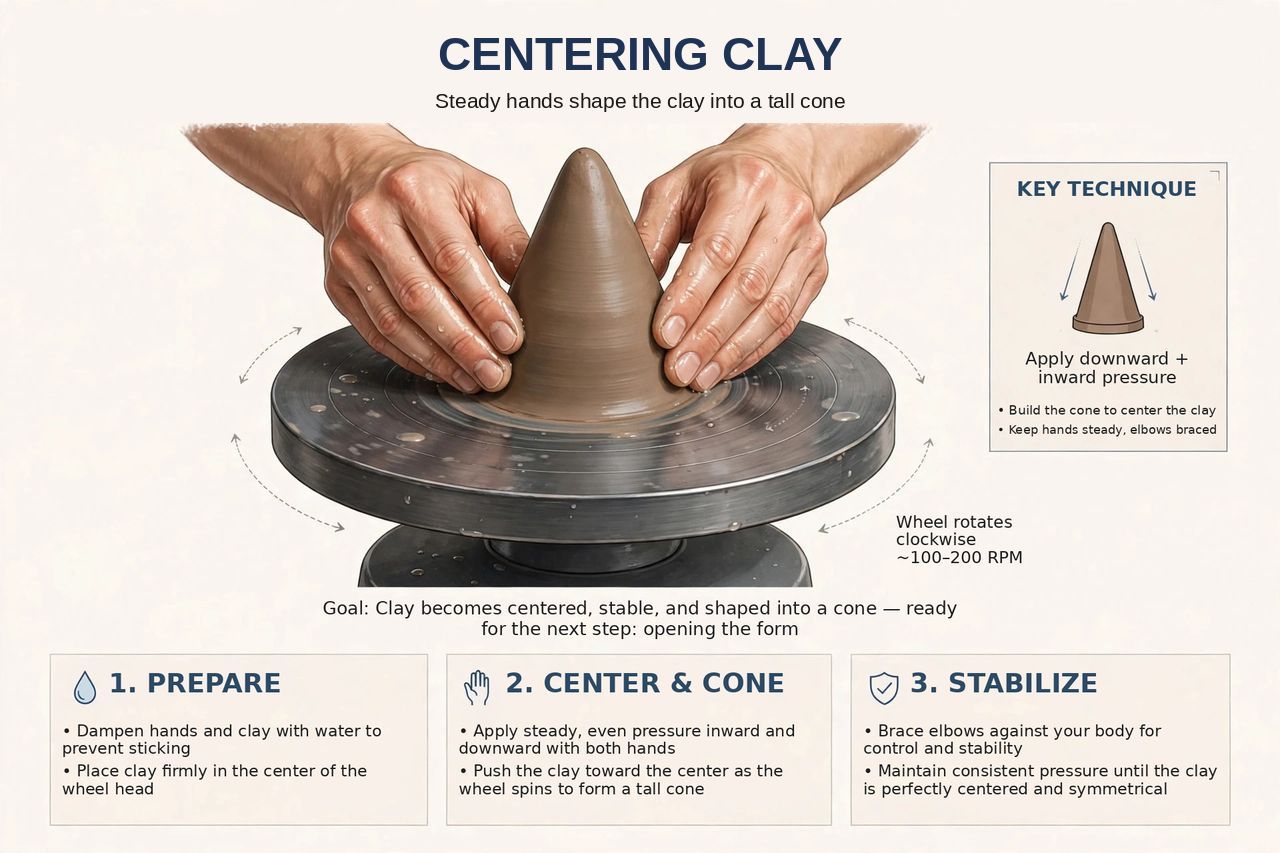 CENTERING CLAY
Steady hands shape the clay into a tall cone
KEY TECHNIQUE
Apply downward +
inward pressure
• Build the cone to center the clay
• Keep hands steady, elbows braced
Wheel rotates
clockwise
~100–200 RPM
Goal: Clay becomes centered, stable, and shaped into a cone — ready
for the next step: opening the form
1. PREPARE
• Dampen hands and clay with water to
prevent sticking
• Place clay firmly in the center of the
wheel head
2. CENTER & CONE
• Apply steady, even pressure inward and
downward with both hands
• Push the clay toward the center as the
wheel spins to form a tall cone
3. STABILIZE
• Brace elbows against your body for
control and stability
• Maintain consistent pressure until the clay
is perfectly centered and symmetrical